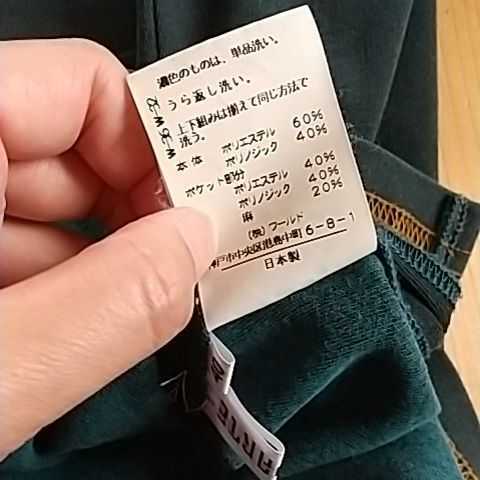 濃色のものは、単品洗い。
うら返し洗い。
上下組みは揃えて同じ方法で
洗う。
本体 ポリエステル 60%
ポリノジック 40%
ポケット部分
ポリエステル 40%
ポリノジック 40%
麻 20%
(株)ワールド
神戸市中央区港島中町6-8-1
日本製